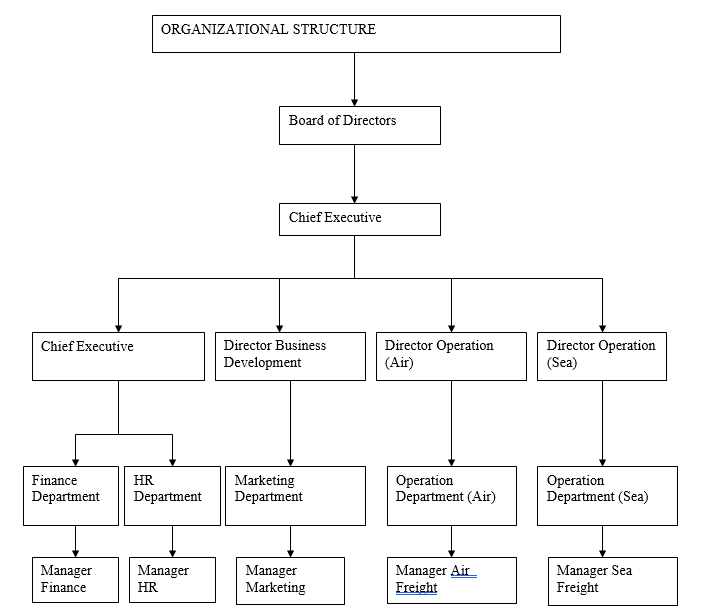 ORGANIZATIONAL STRUCTURE
Board of Directors
Chief Executive
Chief Executive
Director Business
Development
Director Operation
(Air)
Director Operation
(Sea)
Finance
Department
HR
Department
Marketing
Department
Operation
Department (Air)
Operation
Department (Sea)
Manager
Finance
Manager
HR
Manager
Marketing
Manager Air
Freight
Manager Sea
Freight